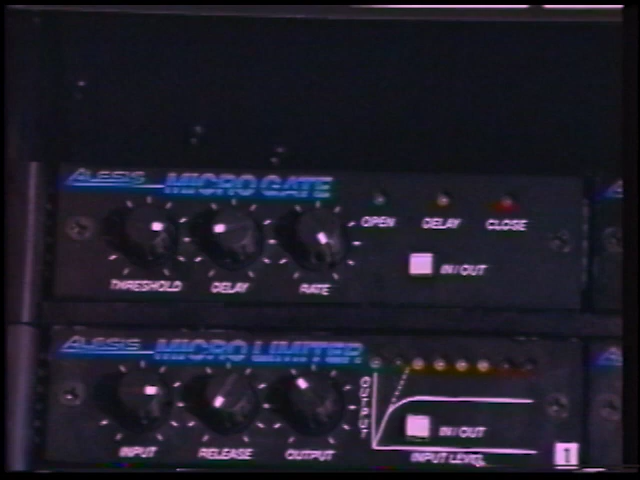 ALESIS MICRO GATE
OPEN DELAY CLOSE
THRESHOLD DELAY RATE
IN/OUT
ALESIS MICRO LIMITER
OUTPUT
IN/OUT
INPUT RELEASE OUTPUT
INPUT LEVEL
1